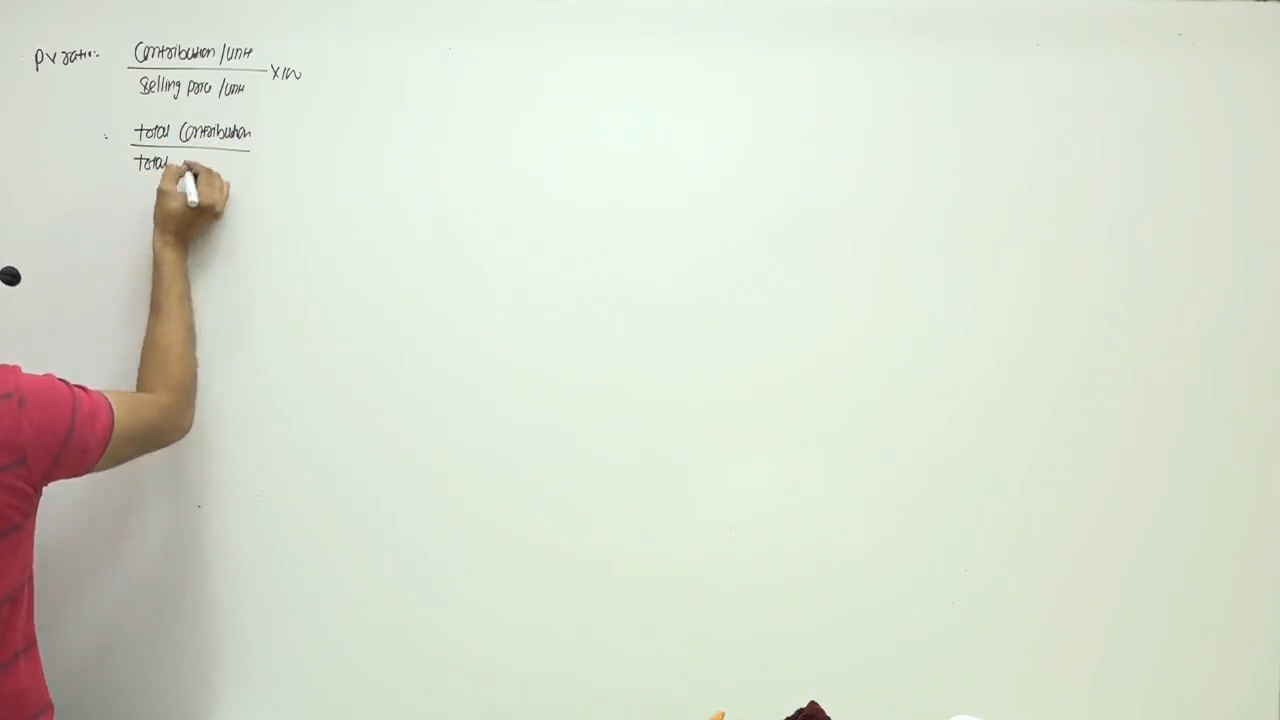 PV ratio:
Contribution /unit
Selling price /unit
×100
: total Contribution
total